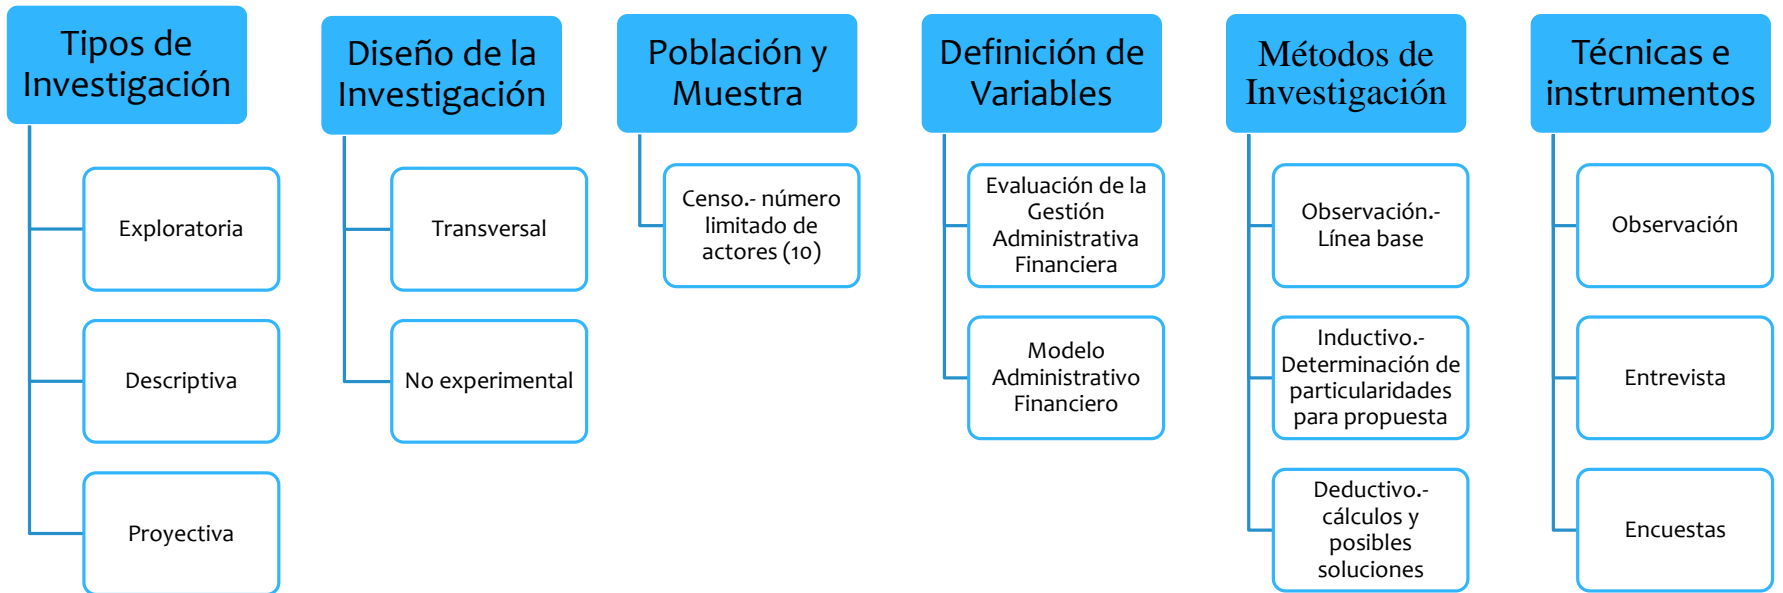 Tipos de
Investigación
Exploratoria
Descriptiva
Proyectiva
Diseño de la
Investigación
Transversal
No experimental
Población y
Muestra
Censo.- número
limitado de
actores (10)
Definición de
Variables
Evaluación de la
Gestión
Administrativa
Financiera
Modelo
Administrativo
Financiero
Métodos de
Investigación
Observación.-
Línea base
Inductivo.-
Determinación de
particularidades
para propuesta
Deductivo.-
cálculos y
posibles
soluciones
Técnicas e
instrumentos
Observación
Entrevista
Encuestas